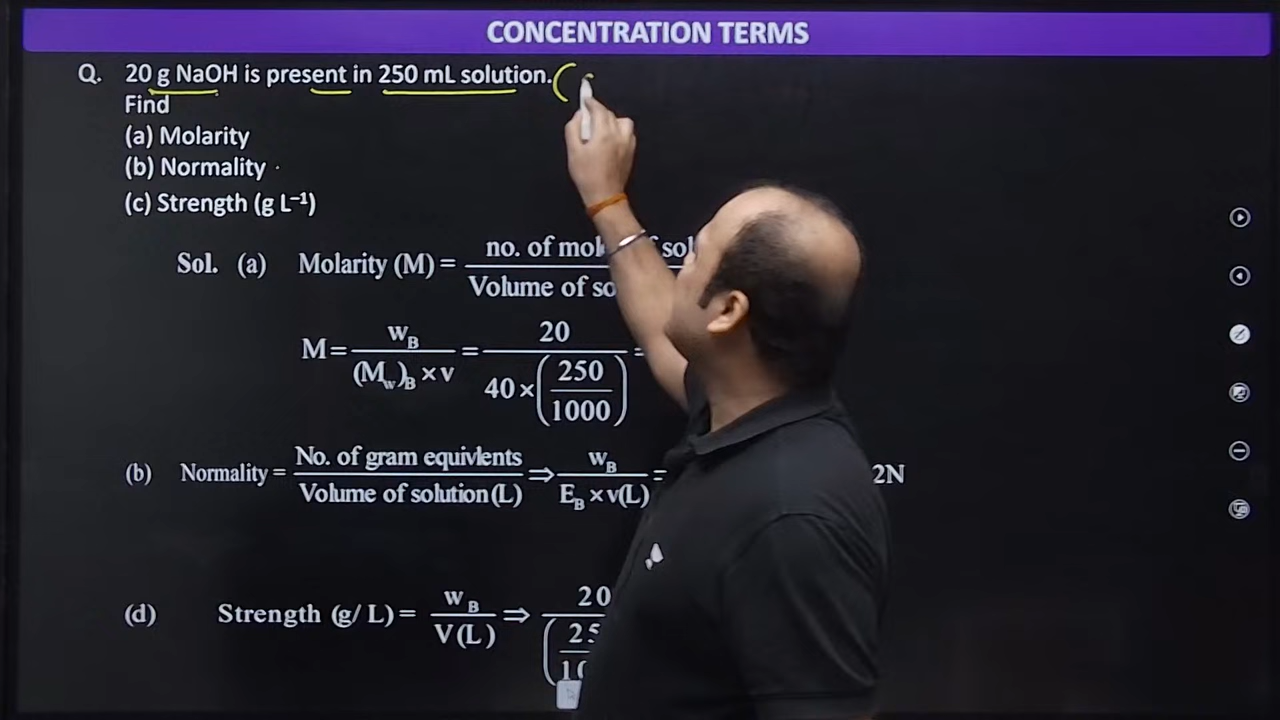 CONCENTRATION TERMS
Q. 20 g NaOH is present in 250 mL solution. (
Find
(a) Molarity
(b) Normality
(c) Strength (g L⁻¹)
Sol. (a) Molarity (M) = no. of of sol
Volume of
M = w_B / (M_w)_B × v = 20 / 40 × (250 / 1000) =
(b) Normality = No. of gram equivlents / Volume of solution (L) ⇒ w_B / E_B × v(L) = 2N
(d) Strength (g/ L) = w_B / V(L) ⇒ 20